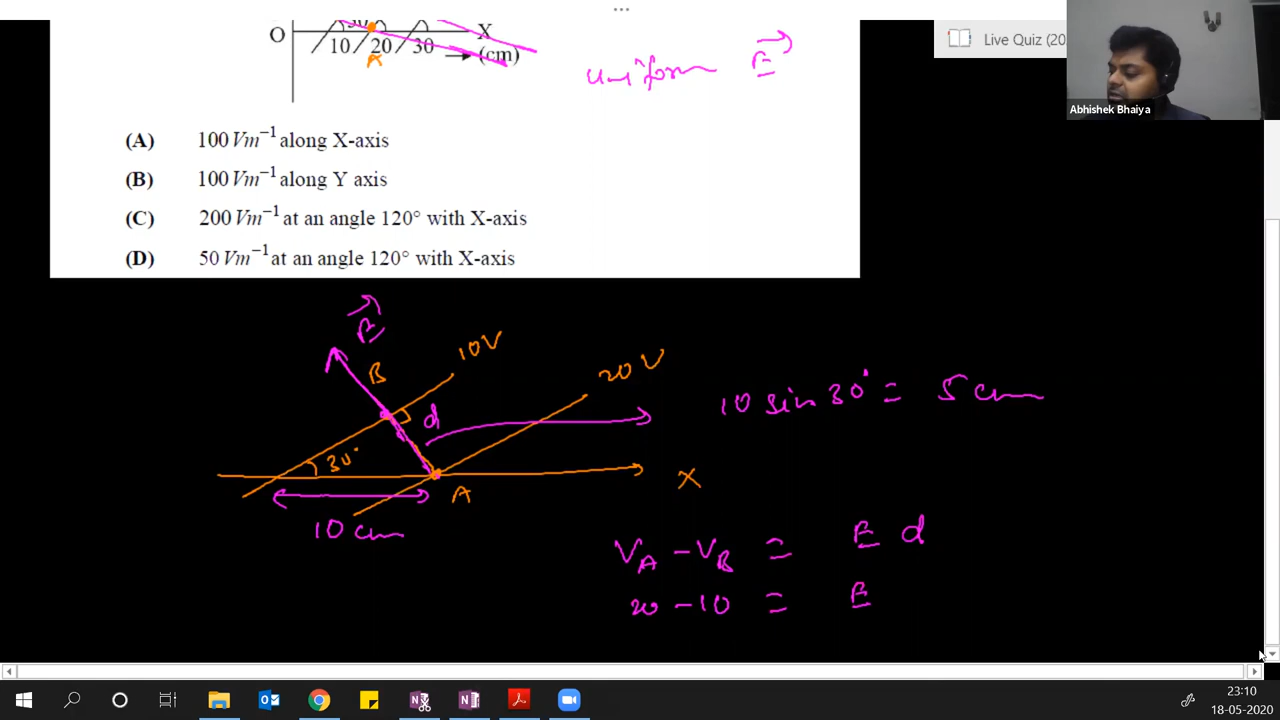 ...
O
30
X
10 20 30
(cm)
A
uniform E
Live Quiz (20
Abhishek Bhaiya
(A) 100 Vm⁻¹ along X-axis
(B) 100 Vm⁻¹ along Y axis
(C) 200 Vm⁻¹ at an angle 120° with X-axis
(D) 50 Vm⁻¹ at an angle 120° with X-axis
E
B
10V
20 V
d
10 sin 30° = 5 cm
30°
A
X
10 cm
V_A - V_B = E d
20 - 10 = E
23:10
18-05-2020